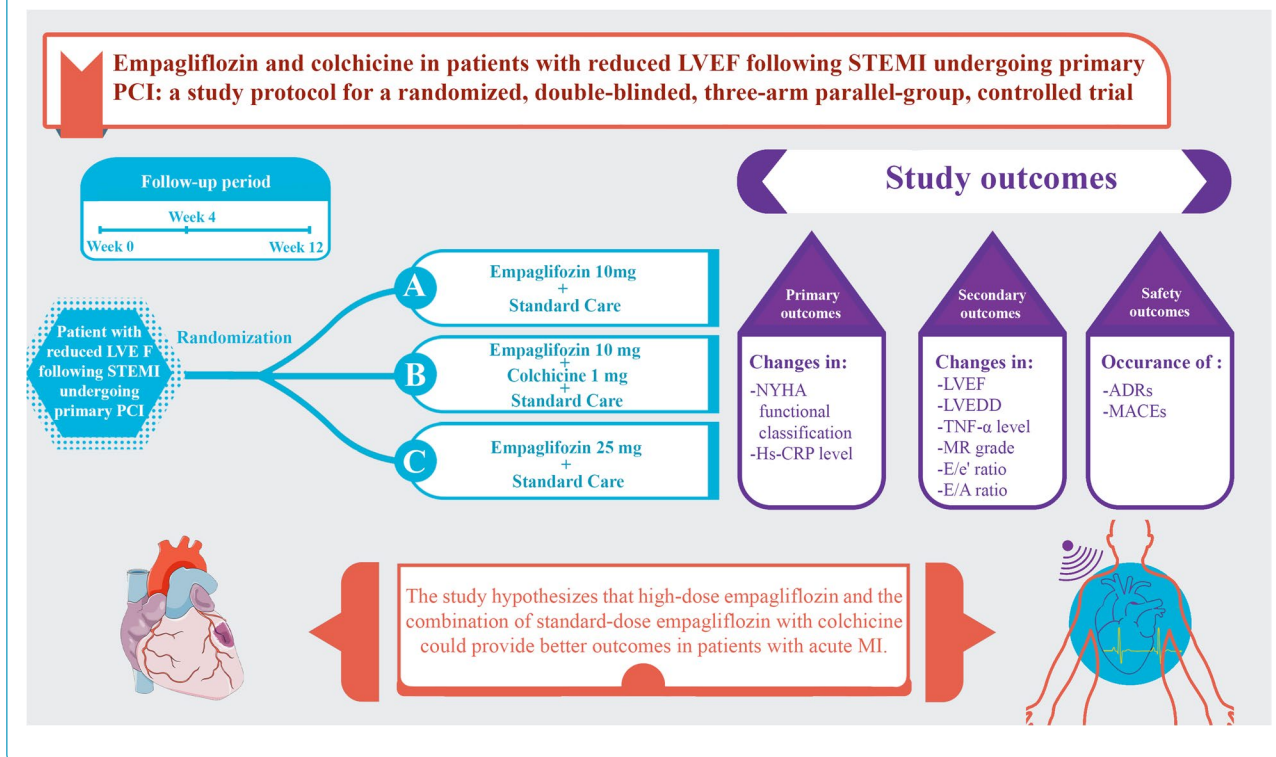 Empagliflozin and colchicine in patients with reduced LVEF following STEMI undergoing primary
PCI: a study protocol for a randomized, double-blinded, three-arm parallel-group, controlled trial
Follow-up period
Week 4
Week 0
Week 12
Patient with
reduced LVE F
following STEMI
undergoing
primary PCI
Randomization
A
Empaglifozin 10mg
+
Standard Care
B
Empaglifozin 10 mg
+
Colchicine 1 mg
+
Standard Care
C
Empaglifozin 25 mg
+
Standard Care
Study outcomes
Primary
outcomes
Changes in:
-NYHA
functional
classification
-Hs-CRP level
Secondary
outcomes
Changes in:
-LVEF
-LVEDD
-TNF-α level
-MR grade
-E/e' ratio
-E/A ratio
Safety
outcomes
Occurance of :
-ADRs
-MACEs
The study hypothesizes that high-dose empagliflozin and the
combination of standard-dose empagliflozin with colchicine
could provide better outcomes in patients with acute MI.